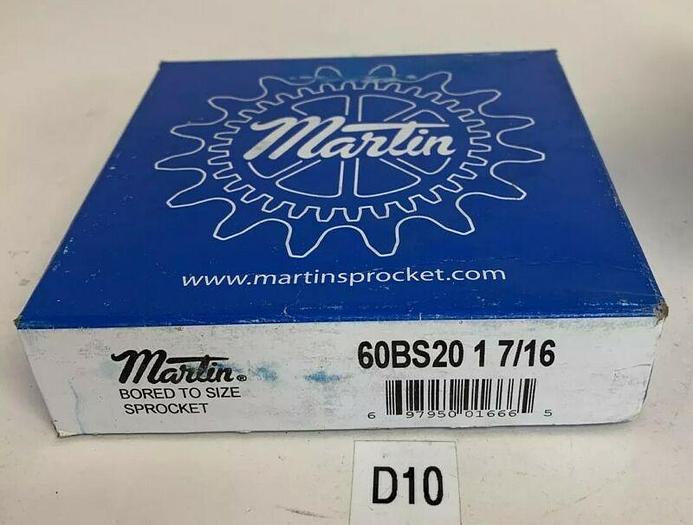 Martin
www.martinsprocket.com
Martin®
BORED TO SIZE
SPROCKET
60BS20 1 7/16
6 97950 01666 5
D10